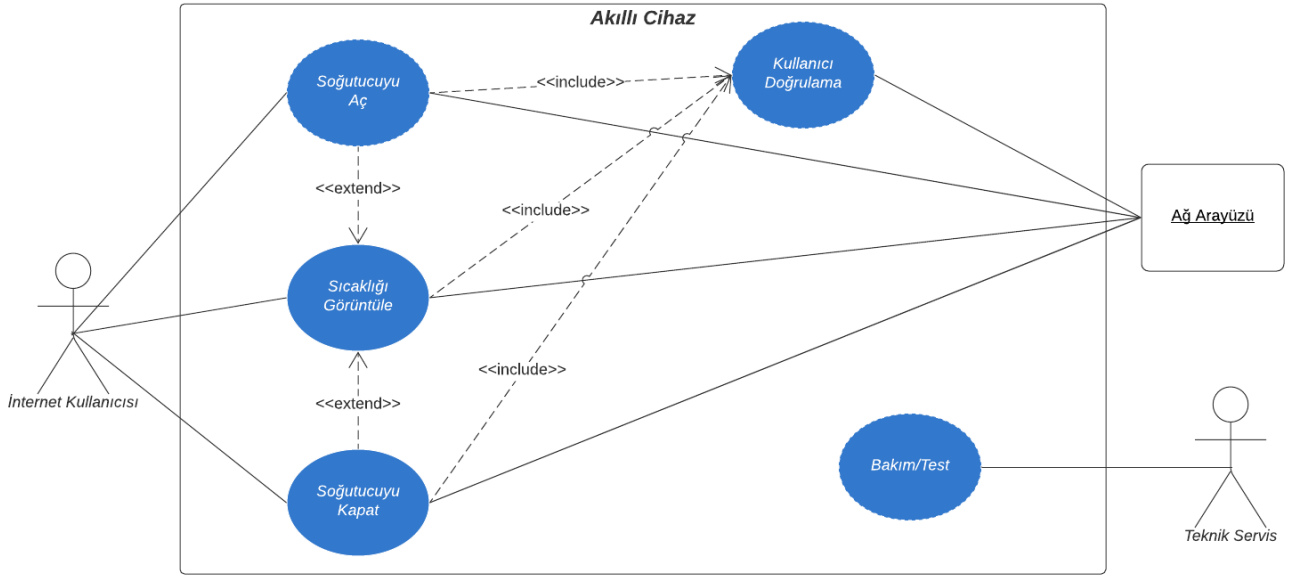 Akıllı Cihaz
Soğutucuyu
Aç
<<include>>
Kullanıcı
Doğrulama
<<extend>>
<<include>>
Ağ Arayüzü
Sıcaklığı
Görüntüle
<<include>>
İnternet Kullanıcısı
<<extend>>
Soğutucuyu
Kapat
Bakım/Test
Teknik Servis